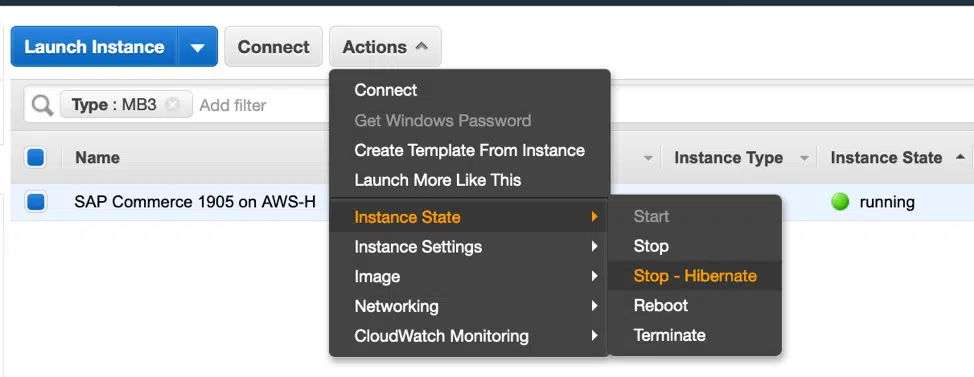 Launch Instance Connect Actions
Connect
Type : MB3 Add filter
Get Windows Password
Create Template From Instance
Name Instance Type Instance State
Launch More Like This
SAP Commerce 1905 on AWS-H running
Instance State Start
Instance Settings Stop
Image Stop - Hibernate
Networking Reboot
CloudWatch Monitoring Terminate